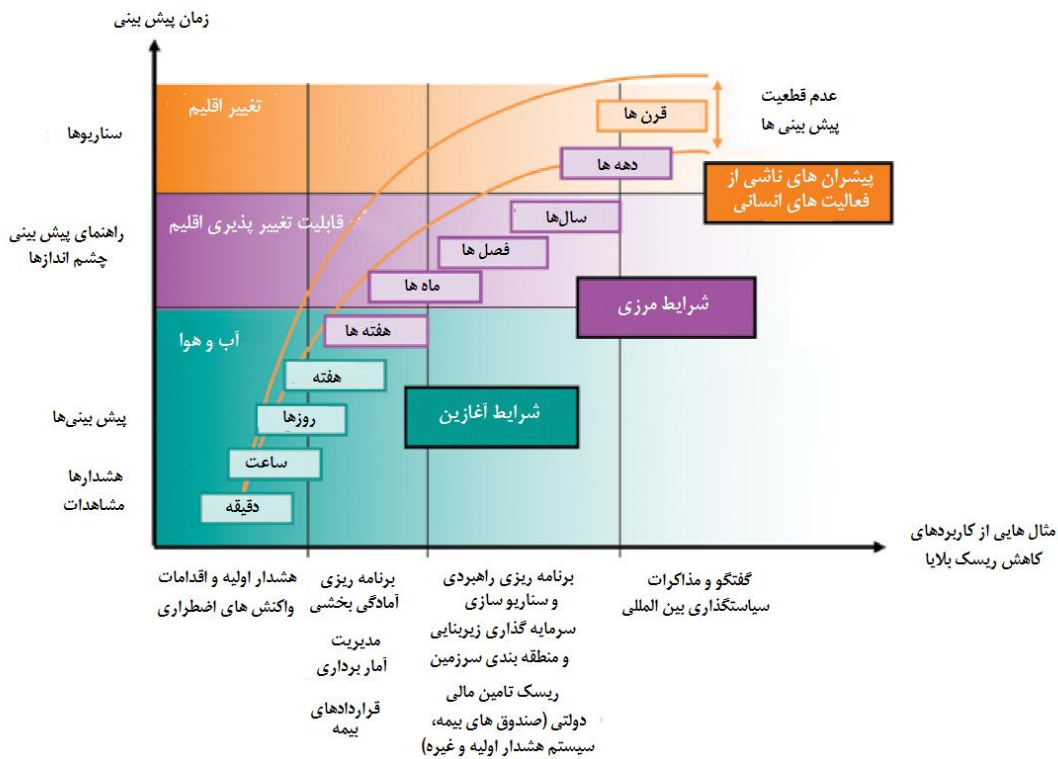 زمان پیش بینی
تغییر اقلیم
عدم قطعیت
پیش بینی ها
قرن ها
سناریوها
دهه ها
پیشران های ناشی از
فعالیت های انسانی
سال‌ها
قابلیت تغییر پذیری اقلیم
راهنمای پیش بینی
چشم اندازها
فصل ها
ماه ها
شرایط مرزی
هفته ها
آب و هوا
هفته
شرایط آغازین
روزها
پیش بینی‌ها
ساعت
هشدارها
مشاهدات
دقیقه
مثال هایی از کاربردهای
کاهش ریسک بلایا
هشدار اولیه و اقدامات
واکنش های اضطراری
برنامه ریزی
آمادگی بخشی
مدیریت
آمار برداری
قراردادهای
بیمه
برنامه ریزی راهبردی
و سناریو سازی
سرمایه گذاری زیربنایی
و منطقه بندی سرزمین
ریسک تامین مالی
دولتی (صندوق های بیمه،
سیستم هشدار اولیه و غیره)
گفتگو و مذاکرات
سیاستگذاری بین المللی